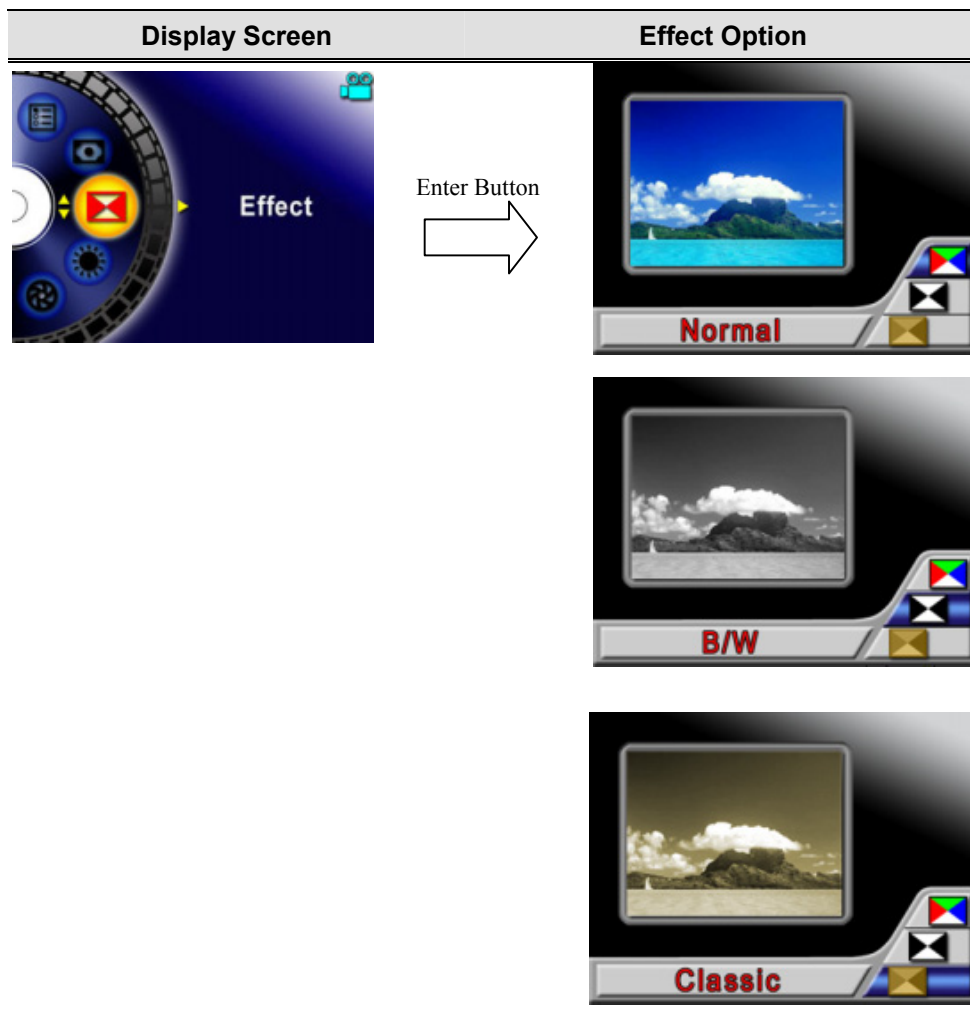 Display Screen
Effect Option
Effect
Enter Button
Normal
B/W
Classic